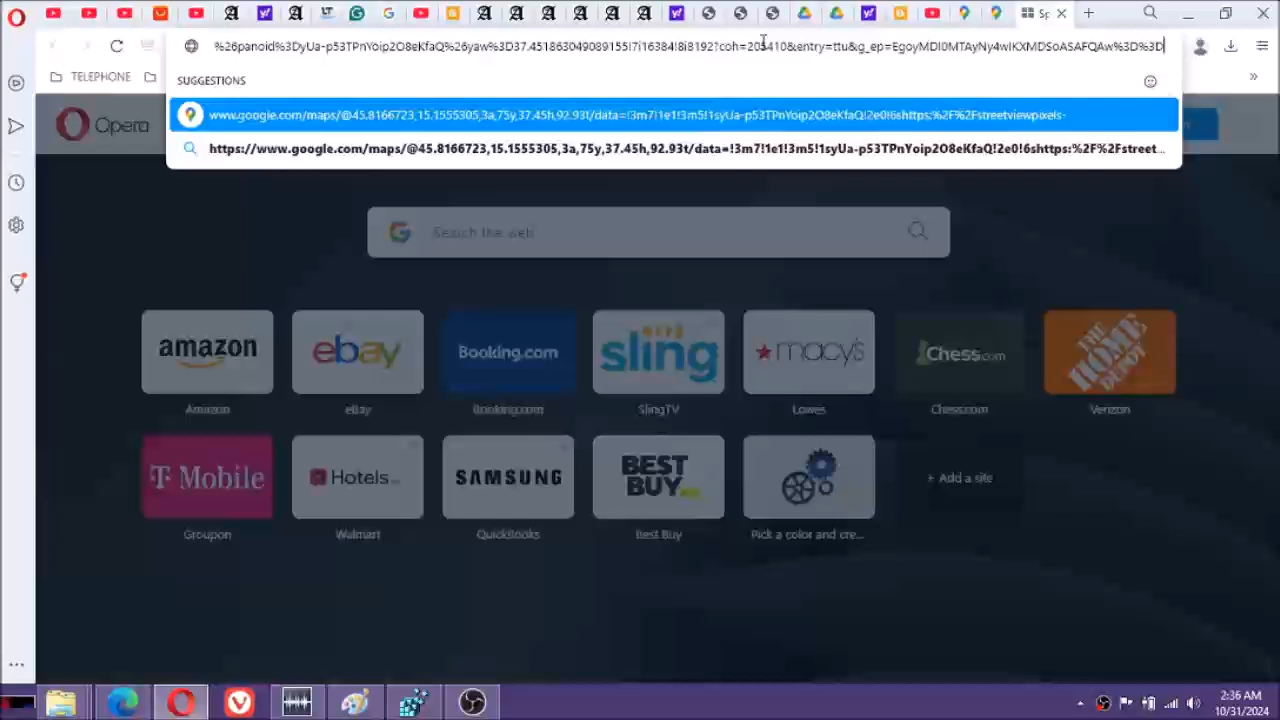 Sp
%26panoid%3DyUa-p53TPnYoip2O8eKfaQ%26yaw%3D37.451863049089155!7i16384!8i8192?coh=205410&entry=ttu&g_ep=EgoyMDI0MTAyNy4wIKXMDSoASAFQAw%3D%3D
TELEPHONE
SUGGESTIONS
www.google.com/maps/@45.8166723,15.1555305,3a,75y,37.45h,92.93t/data=!3m7!1e1!3m5!1syUa-p53TPnYoip2O8eKfaQ!2e0!6shttps:%2F%2Fstreetviewpixels-
https://www.google.com/maps/@45.8166723,15.1555305,3a,75y,37.45h,92.93t/data=!3m7!1e1!3m5!1syUa-p53TPnYoip2O8eKfaQ!2e0!6shttps:%2F%2Fstreet...
Opera
Search the web
amazon ebay Booking.com sling macy's Chess.com THE HOME DEPOT
Amazon eBay Booking.com SlingTV Lowes Chess.com Verizon
T Mobile Hotels SAMSUNG BEST BUY
+ Add a site
Groupon Walmart QuickBooks Best Buy Pick a color and cre...
2:36 AM
10/31/2024